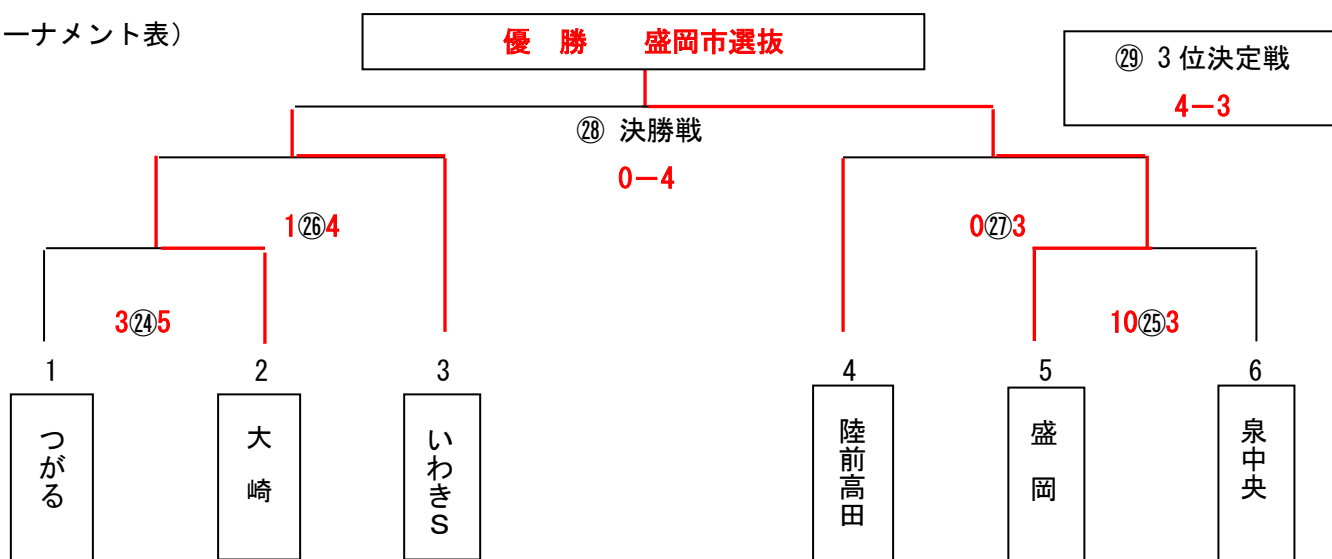 ーナメント表）
優　勝　　盛岡市選抜
㉙ 3位決定戦
4－3
㉘ 決勝戦
0－4
1㉖4
0㉗3
3㉔5
10㉕3
1
2
3
4
5
6
つがる
大　崎
いわきS
陸前高田
盛　岡
泉中央